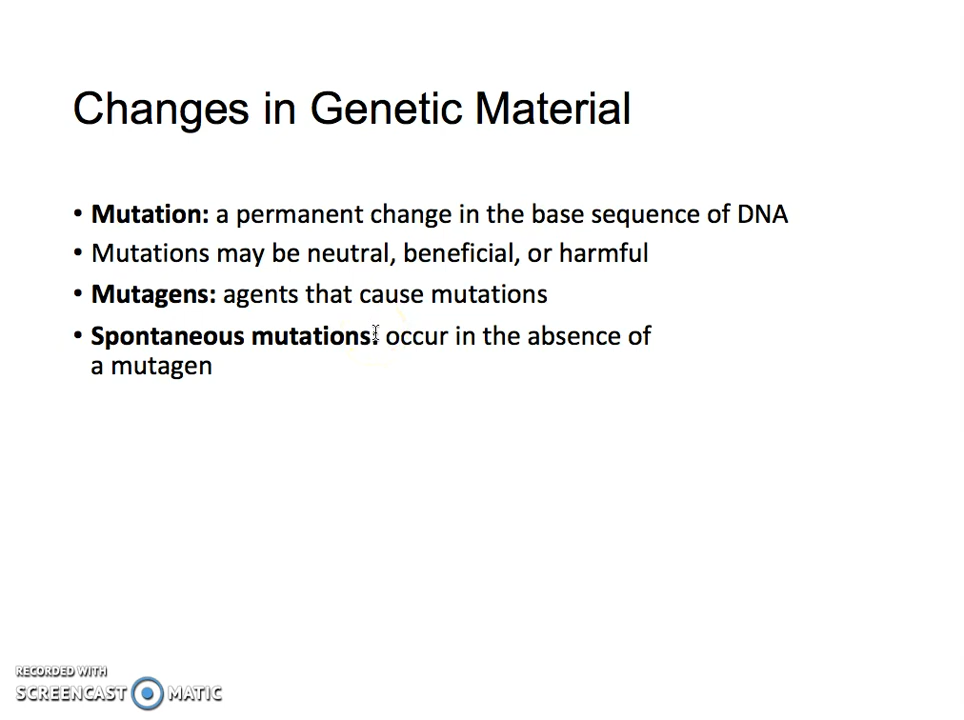 Changes in Genetic Material
• Mutation: a permanent change in the base sequence of DNA
• Mutations may be neutral, beneficial, or harmful
• Mutagens: agents that cause mutations
• Spontaneous mutations: occur in the absence of
a mutagen
RECORDED WITH
SCREENCAST MATIC